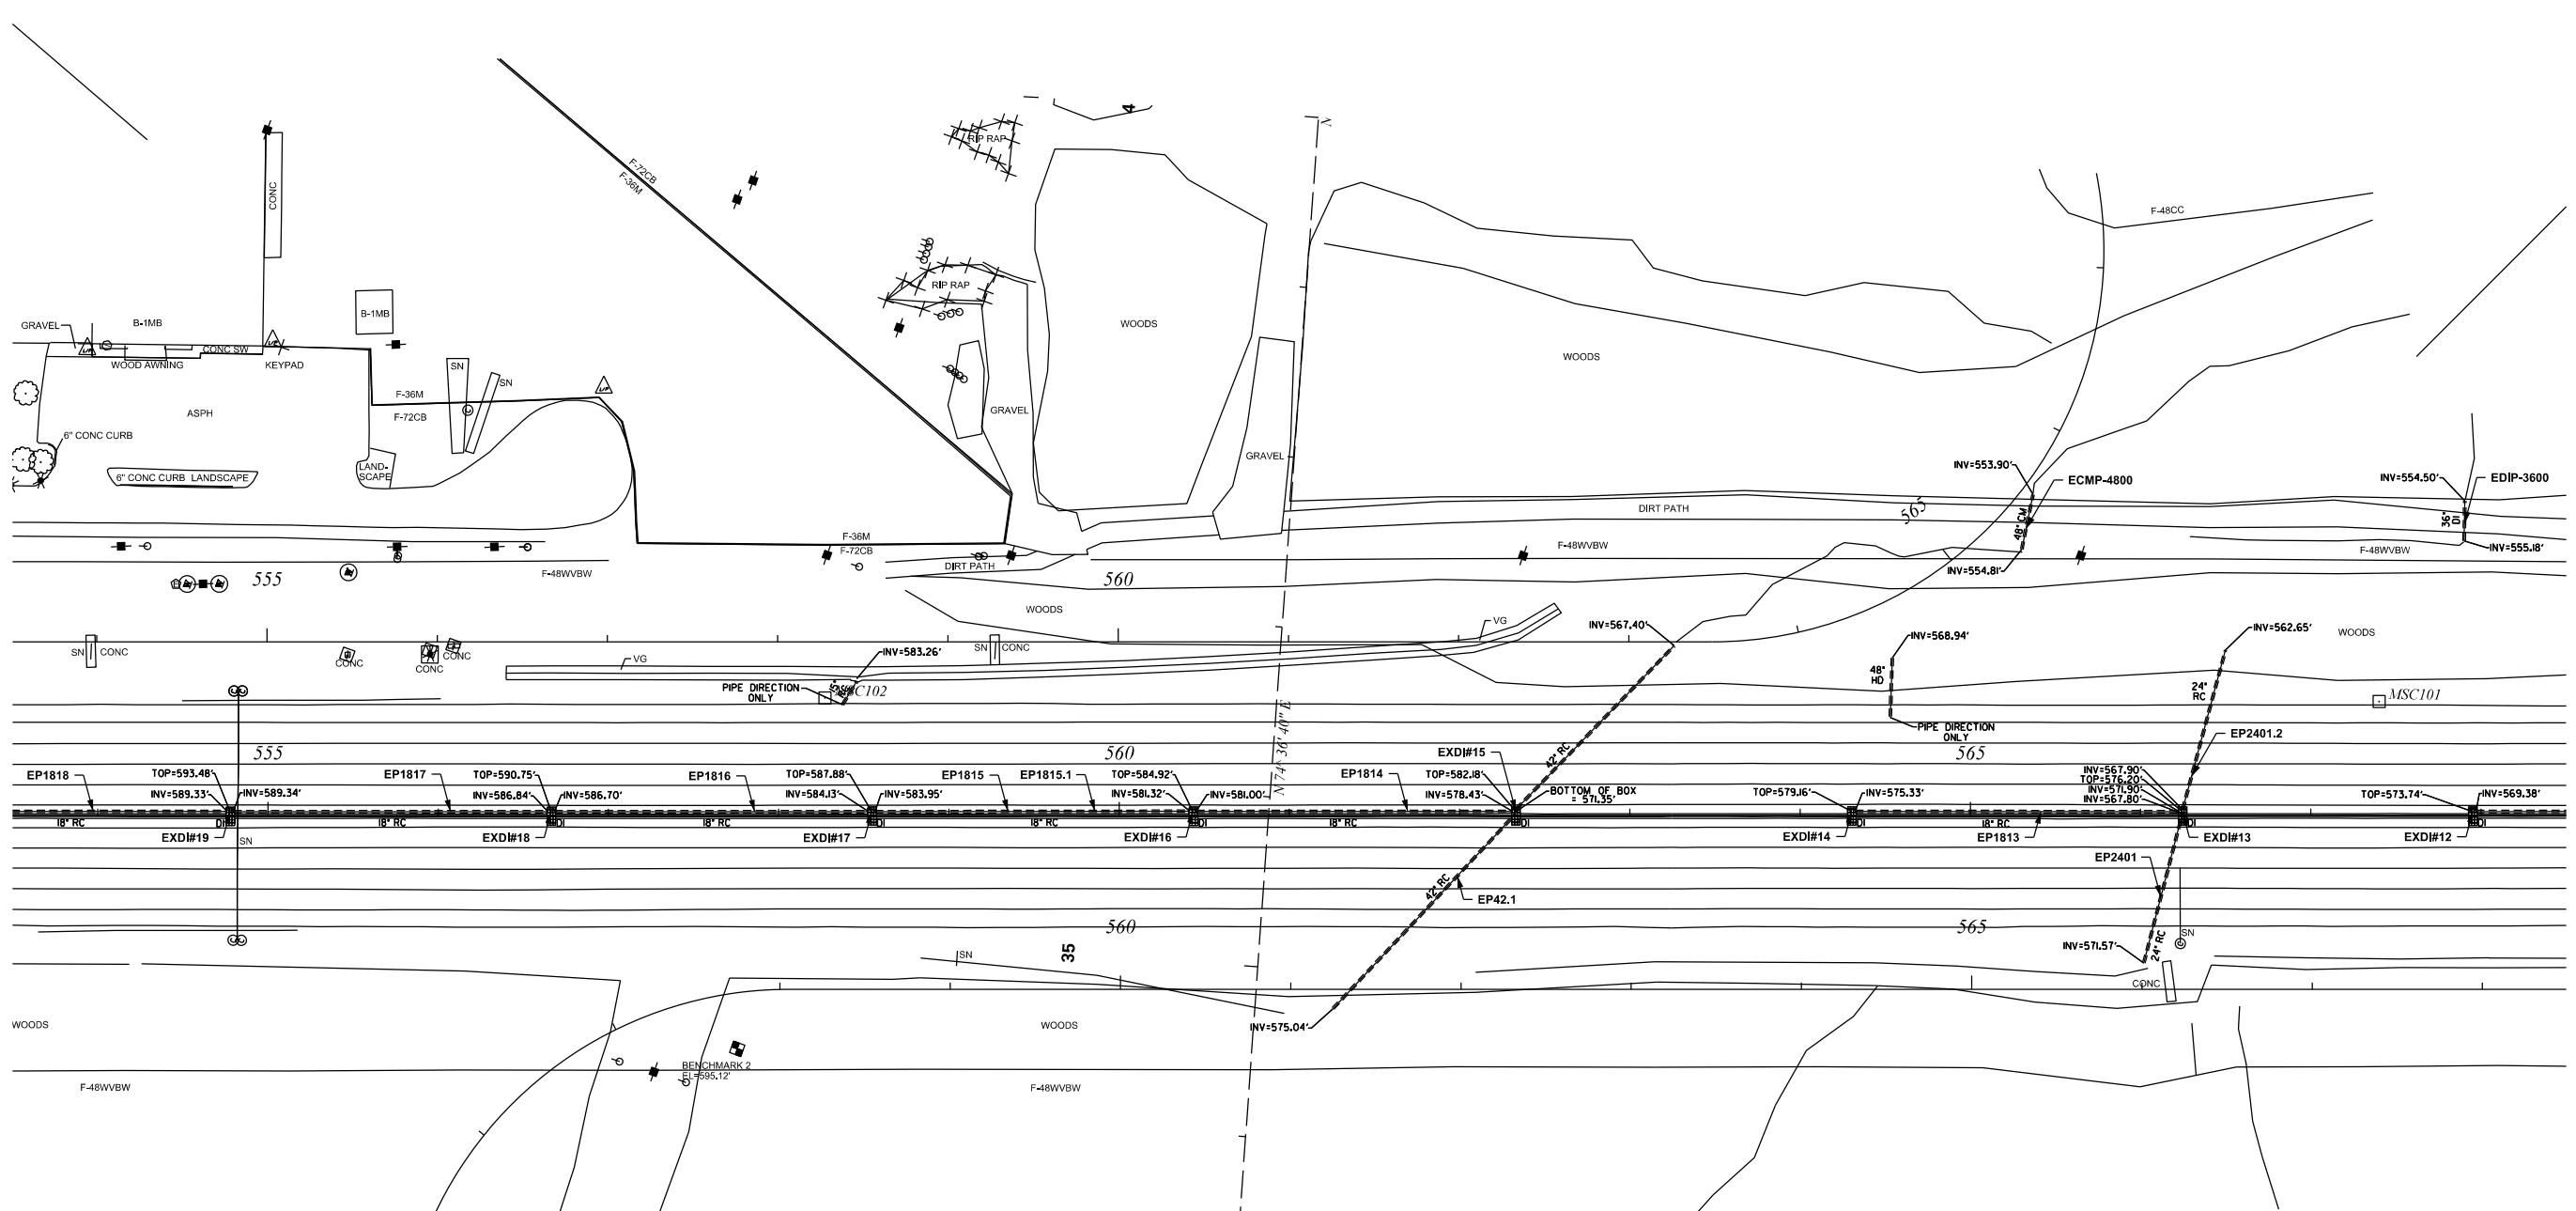 4
N
RIP RAP
F-72CB
F-36M
CONC
F-48CC
RIP RAP
B-1MB
B-1MB
GRAVEL
WOODS
CONC SW
WOOD AWNING
KEYPAD
WOODS
SN
SN
F-36M
F-72CB
ASPH
GRAVEL
6" CONC CURB
GRAVEL
LAND-
SCAPE
6" CONC CURB LANDSCAPE
INV=553.90'
ECMP-4800
INV=554.50'
EDIP-3600
565
DIRT PATH
48" CM
36"
DI
F-36M
F-72CB
F-48WVBW
F-48WVBW
INV=555.18'
DIRT PATH
INV=554.81'
555
F-48WVBW
560
WOODS
VG
INV=567.40'
INV=568.94'
INV=562.65'
WOODS
SN
CONC
CONC
CONC
CONC
SN
CONC
VG
INV=583.26'
48"
HD
PIPE DIRECTION
ONLY
MSC102
24"
RC
MSC101
N74° 36' 40" E
PIPE DIRECTION
ONLY
EP2401.2
555
560
EXDI#15
42" RC
565
EP1818
TOP=593.48'
EP1817
TOP=590.75'
EP1816
TOP=587.88'
EP1815
EP1815.1
TOP=584.92'
EP1814
TOP=582.18'
INV=567.90'
TOP=576.20'
INV=571.90'
INV=567.80'
INV=589.33'
INV=589.34'
INV=586.84'
INV=586.70'
INV=584.13'
INV=583.95'
INV=581.32'
INV=581.00'
INV=578.43'
BOTTOM OF BOX
= 571.35'
TOP=579.16'
INV=575.33'
TOP=573.74'
INV=569.38'
18" RC
DI
18" RC
DI
18" RC
DI
18" RC
DI
18" RC
DI
DI
18" RC
DI
DI
EXDI#19
SN
EXDI#18
EXDI#17
EXDI#16
EXDI#14
EP1813
EXDI#13
EXDI#12
EP2401
42" RC
EP42.1
560
565
35
SN
INV=571.57'
24" RC
SN
CONC
WOODS
WOODS
INV=575.04'
BENCHMARK 2
EL=595.12'
F-48WVBW
F-48WVBW